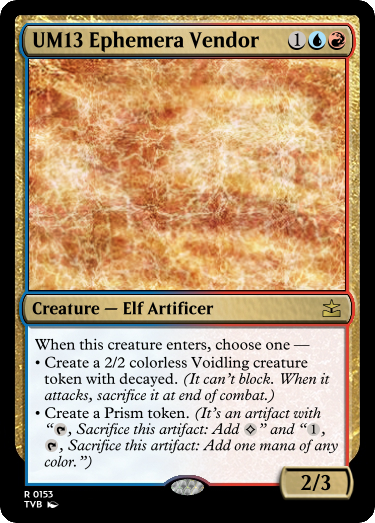 UM13 Ephemera Vendor 1
Creature — Elf Artificer
When this creature enters, choose one —
• Create a 2/2 colorless Voidling creature
token with decayed. (It can't block. When it
attacks, sacrifice it at end of combat.)
• Create a Prism token. (It's an artifact with
“, Sacrifice this artifact: Add ” and “1,
, Sacrifice this artifact: Add one mana of any
color.”)
2/3
R 0153
TVB